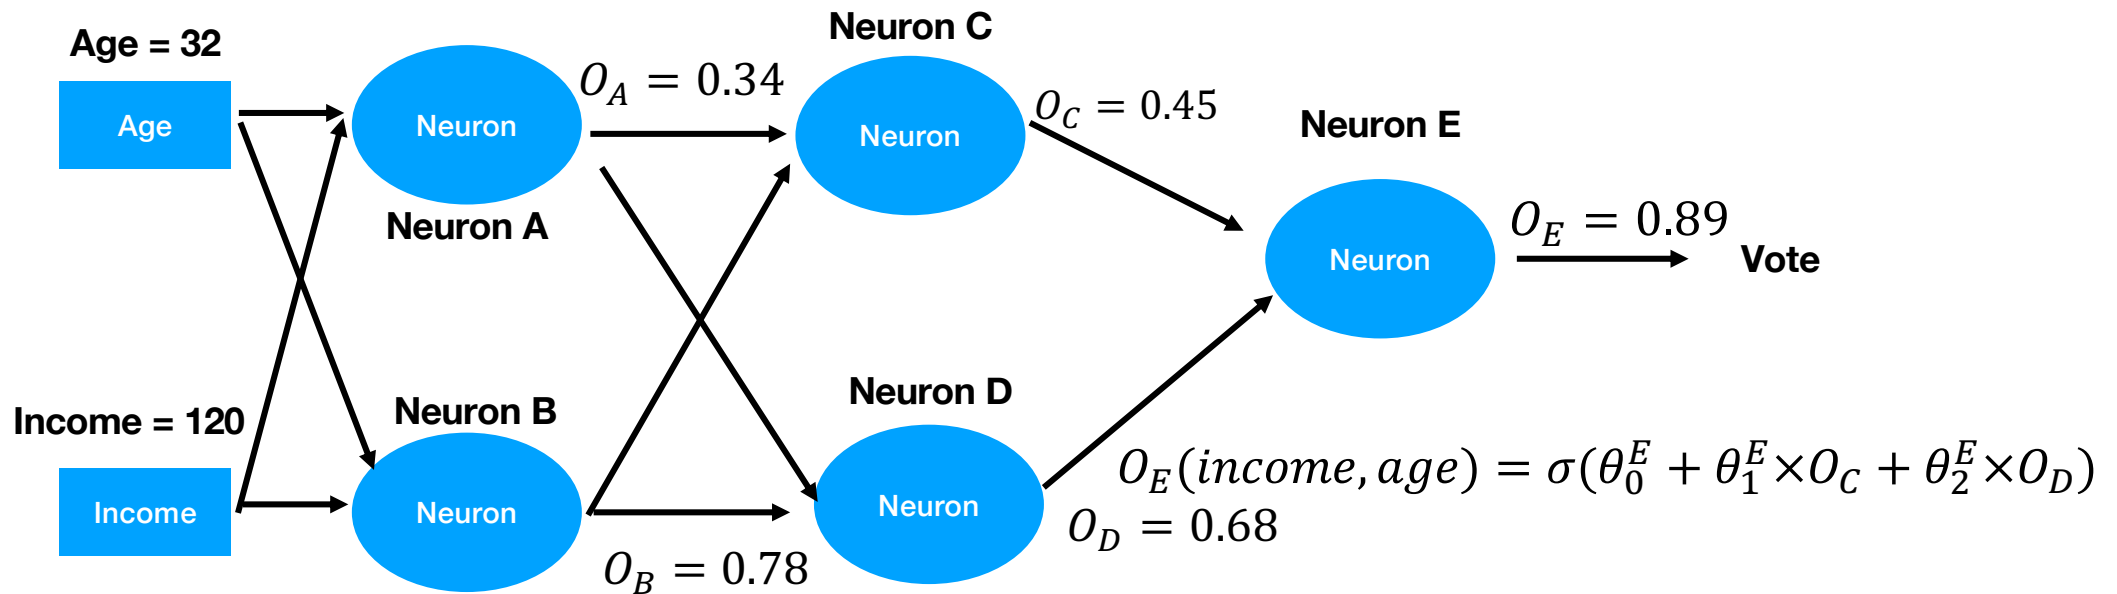 Age = 32
Age
Neuron
Neuron A
O_A = 0.34
Neuron C
Neuron
O_C = 0.45
Neuron E
Neuron
O_E = 0.89
Vote
Income = 120
Income
Neuron B
Neuron
O_B = 0.78
Neuron D
Neuron
O_E(income, age) = σ(θ_0^E + θ_1^E×O_C + θ_2^E×O_D)
O_D = 0.68